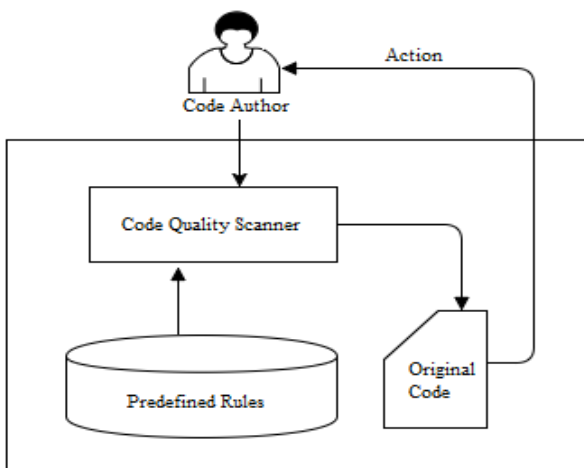 Action
Code Author
Code Quality Scanner
Original
Code
Predefined Rules